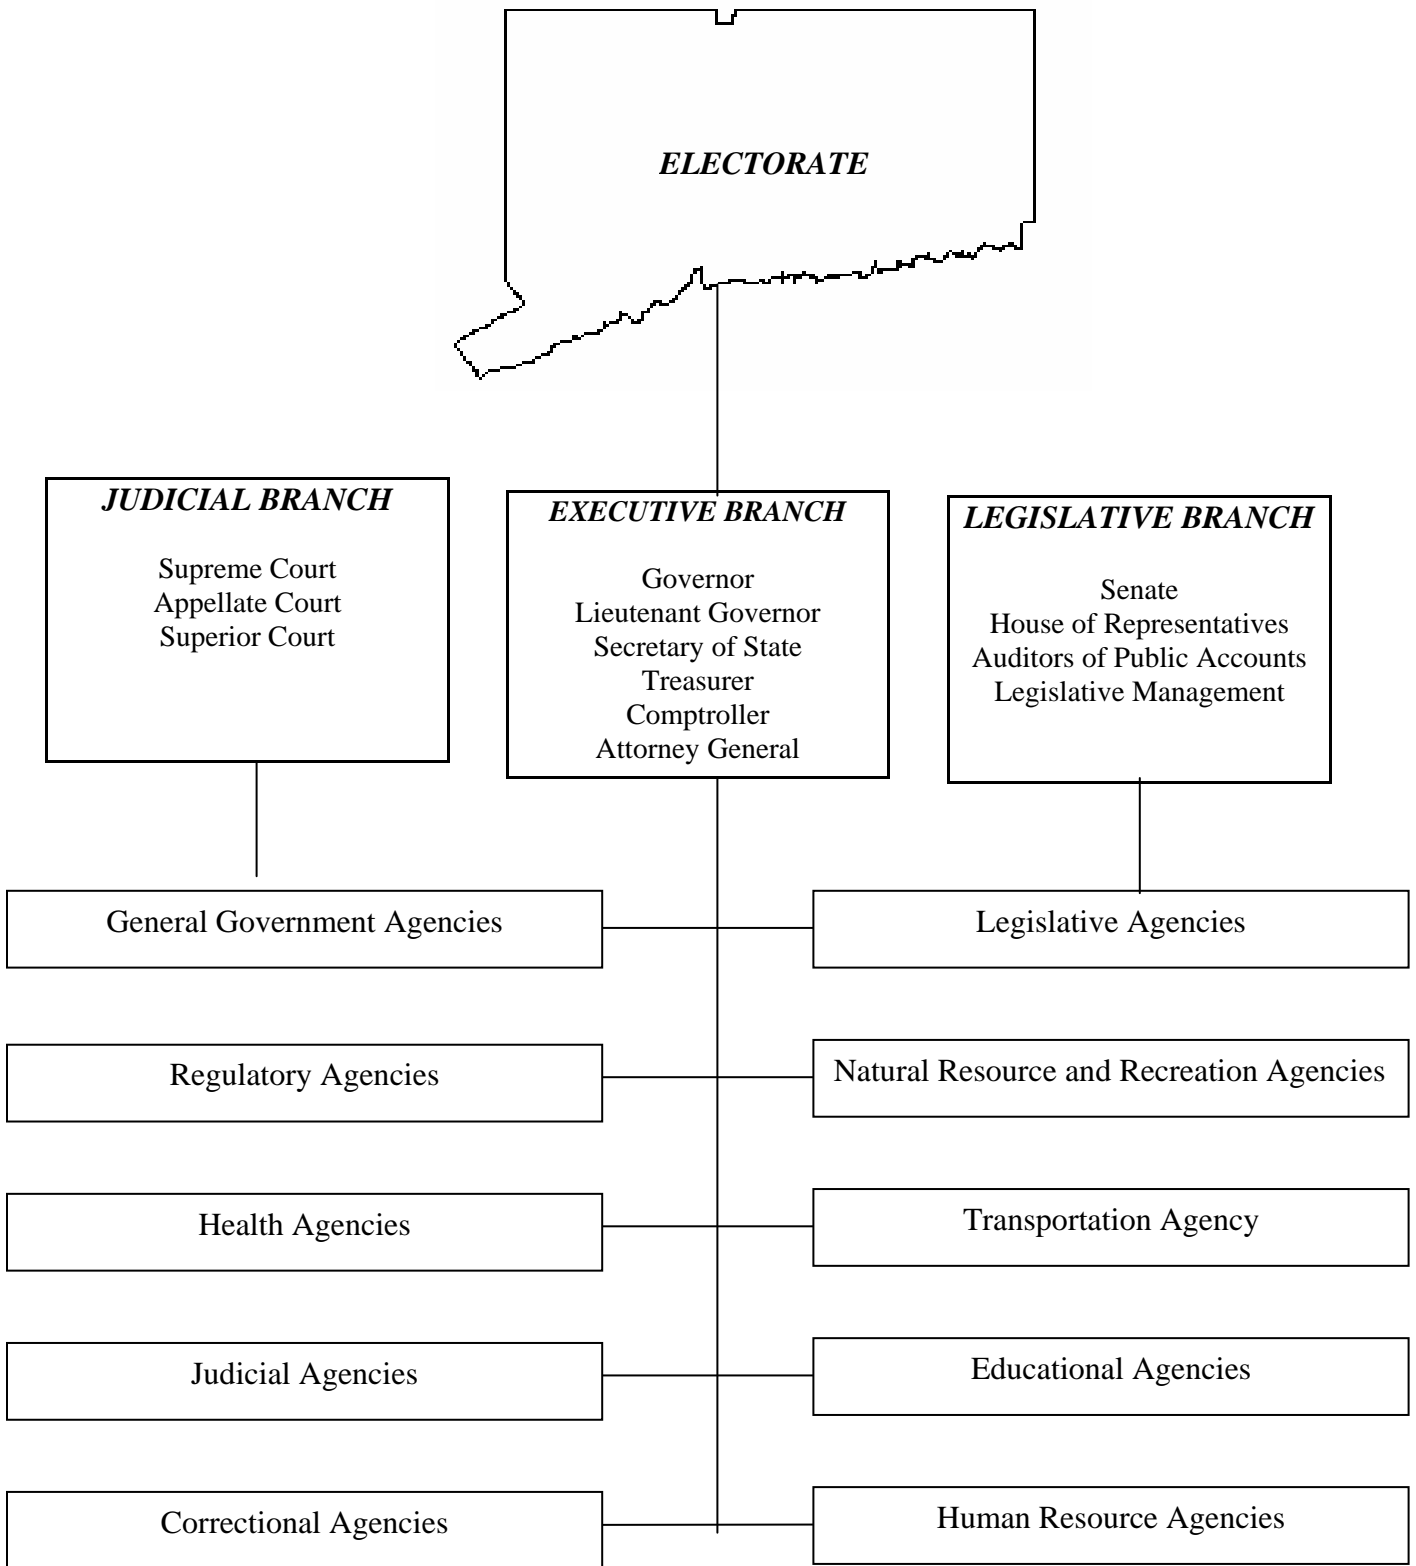 ELECTORATE
JUDICIAL BRANCH
Supreme Court
Appellate Court
Superior Court
EXECUTIVE BRANCH
Governor
Lieutenant Governor
Secretary of State
Treasurer
Comptroller
Attorney General
LEGISLATIVE BRANCH
Senate
House of Representatives
Auditors of Public Accounts
Legislative Management
General Government Agencies
Legislative Agencies
Regulatory Agencies
Natural Resource and Recreation Agencies
Health Agencies
Transportation Agency
Judicial Agencies
Educational Agencies
Correctional Agencies
Human Resource Agencies